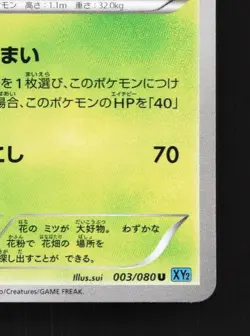 モン 高さ:1.1m 重さ:32.0kg
まい
を1枚選び、このポケモンにつけ
場合、このポケモンのHPを「40」
こし 70
花の ミツが 大好物。 わずかな
花粉で 花畑の 場所を
探し出すことが できる。
Illus.sui 003/080 U XY2
o/Creatures/GAME FREAK.